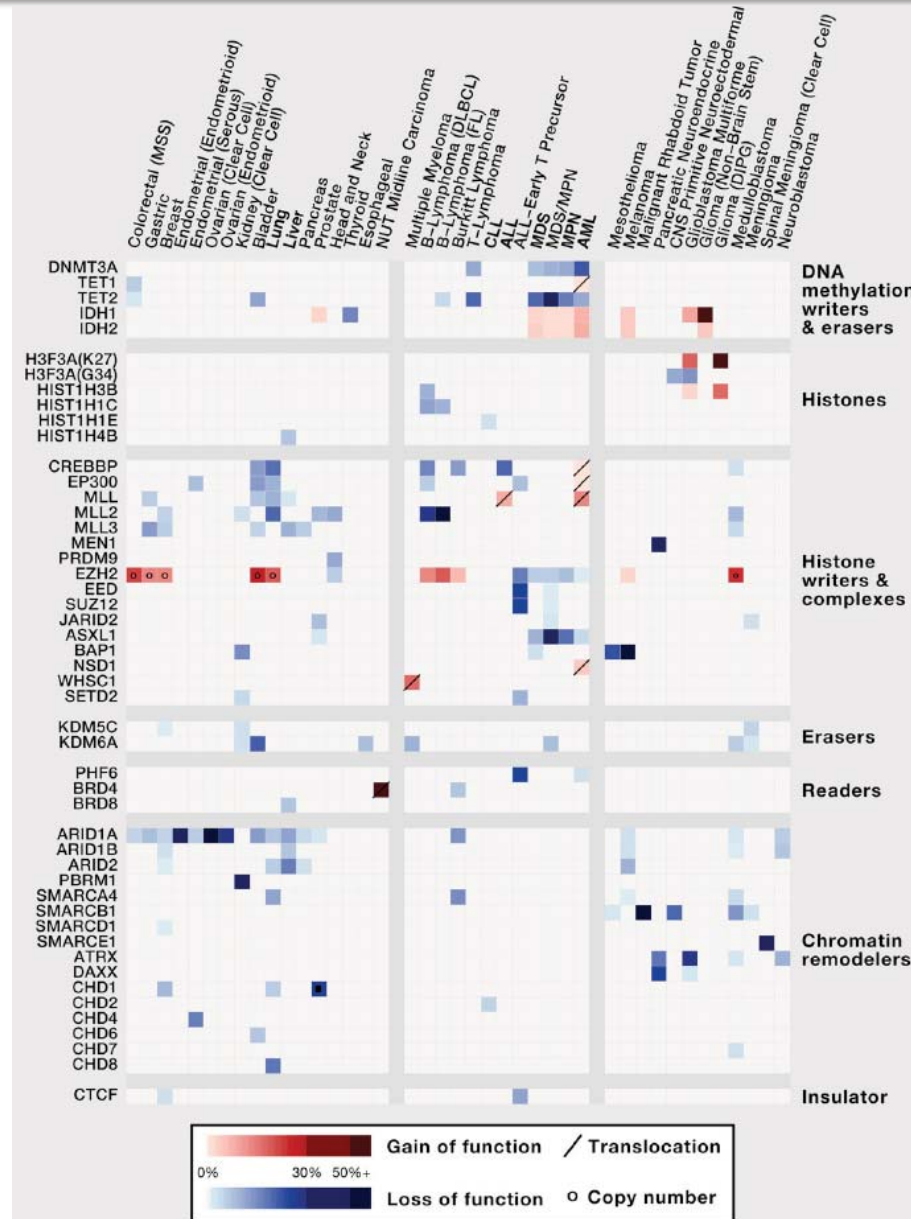 Colorectal (MSS)
Gastric
Breast
Endometrial (Endometrioid)
Endometrial (Serous)
Ovarian (Clear Cell)
Ovarian (Endometrioid)
Kidney (Clear Cell)
Bladder
Lung
Liver
Pancreas
Prostate
Head and Neck
Thyroid
Esophageal
NUT Midline Carcinoma
Multiple Myeloma
B-Lymphoma (DLBCL)
B-Lymphoma (FL)
Burkitt Lymphoma
T-Lymphoma
CLL
ALL
ALL-Early T Precursor
MDS
MDS/MPN
MPN
AML
Mesothelioma
Melanoma
Malignant Rhabdoid Tumor
Pancreatic Neuroendocrine
CNS Primitive Neuroectodermal
Glioblastoma Multiforme
Glioma (Non-Brain Stem)
Glioma (DIPG)
Medulloblastoma
Meningioma
Spinal Meningioma (Clear Cell)
Neuroblastoma
DNMT3A
TET1
TET2
IDH1
IDH2
DNA
methylation
writers
& erasers
H3F3A(K27)
H3F3A(G34)
HIST1H3B
HIST1H1C
HIST1H1E
HIST1H4B
Histones
CREBBP
EP300
MLL
MLL2
MLL3
MEN1
PRDM9
EZH2
EED
SUZ12
JARID2
ASXL1
BAP1
NSD1
WHSC1
SETD2
Histone
writers &
complexes
KDM5C
KDM6A
Erasers
PHF6
BRD4
BRD8
Readers
ARID1A
ARID1B
ARID2
PBRM1
SMARCA4
SMARCB1
SMARCD1
SMARCE1
ATRX
DAXX
CHD1
CHD2
CHD4
CHD6
CHD7
CHD8
Chromatin
remodelers
CTCF
Insulator
Gain of function
Translocation
0% 30% 50%+
Loss of function
Copy number